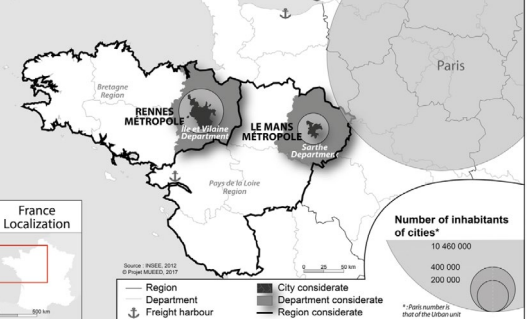 Paris
Bretagne
Region
RENNES
MÉTROPOLE
Ile et Vilaine
Department
LE MANS
MÉTROPOLE
Sarthe
Department
Pays de la Loire
Region
France
Localization
500 km
Source : INSEE, 2012
© Projet MUEED, 2017
0 25 50 km
Number of inhabitants
of cities*
10 460 000
400 000
200 000
* : Paris number is
that of the Urban unit
Region
Department
Freight harbour
City considerate
Department considerate
Region considerate